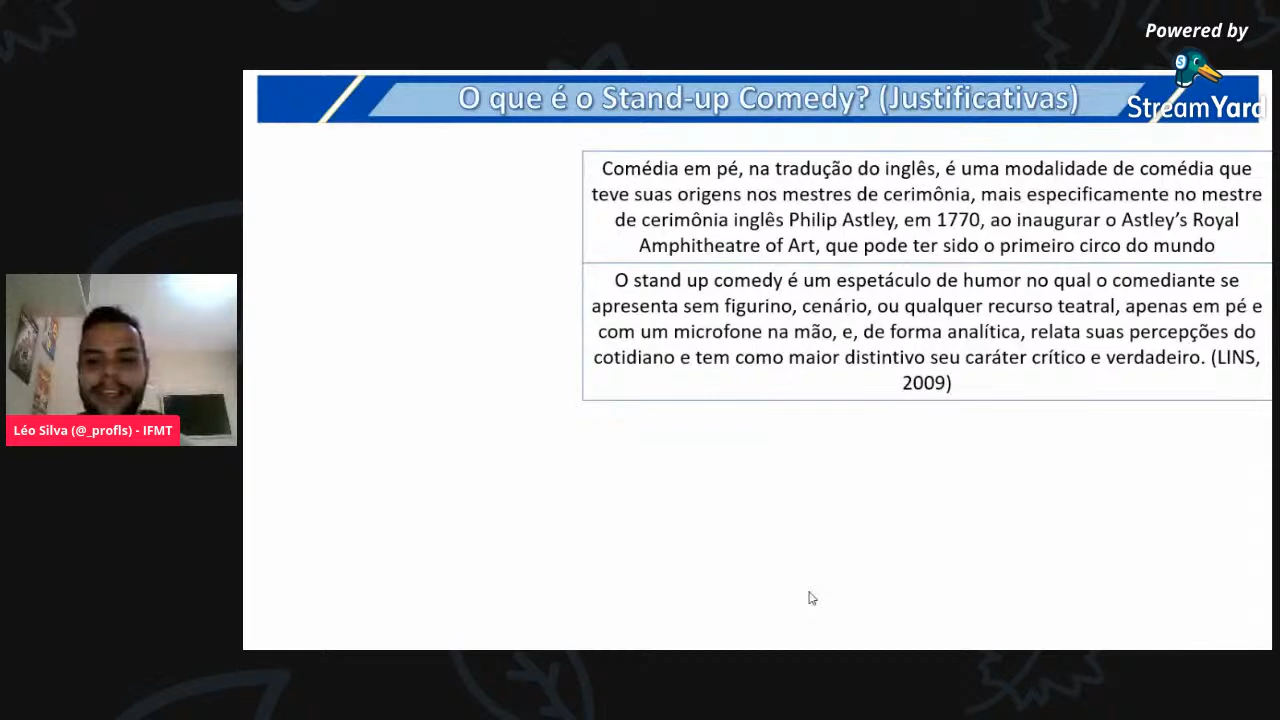 Powered by
StreamYard
O que é o Stand-up Comedy? (Justificativas)
Comédia em pé, na tradução do inglês, é uma modalidade de comédia que
teve suas origens nos mestres de cerimônia, mais especificamente no mestre
de cerimônia inglês Philip Astley, em 1770, ao inaugurar o Astley's Royal
Amphitheatre of Art, que pode ter sido o primeiro circo do mundo
O stand up comedy é um espetáculo de humor no qual o comediante se
apresenta sem figurino, cenário, ou qualquer recurso teatral, apenas em pé e
com um microfone na mão, e, de forma analítica, relata suas percepções do
cotidiano e tem como maior distintivo seu caráter crítico e verdadeiro. (LINS,
2009)
Léo Silva (@_profls) - IFMT